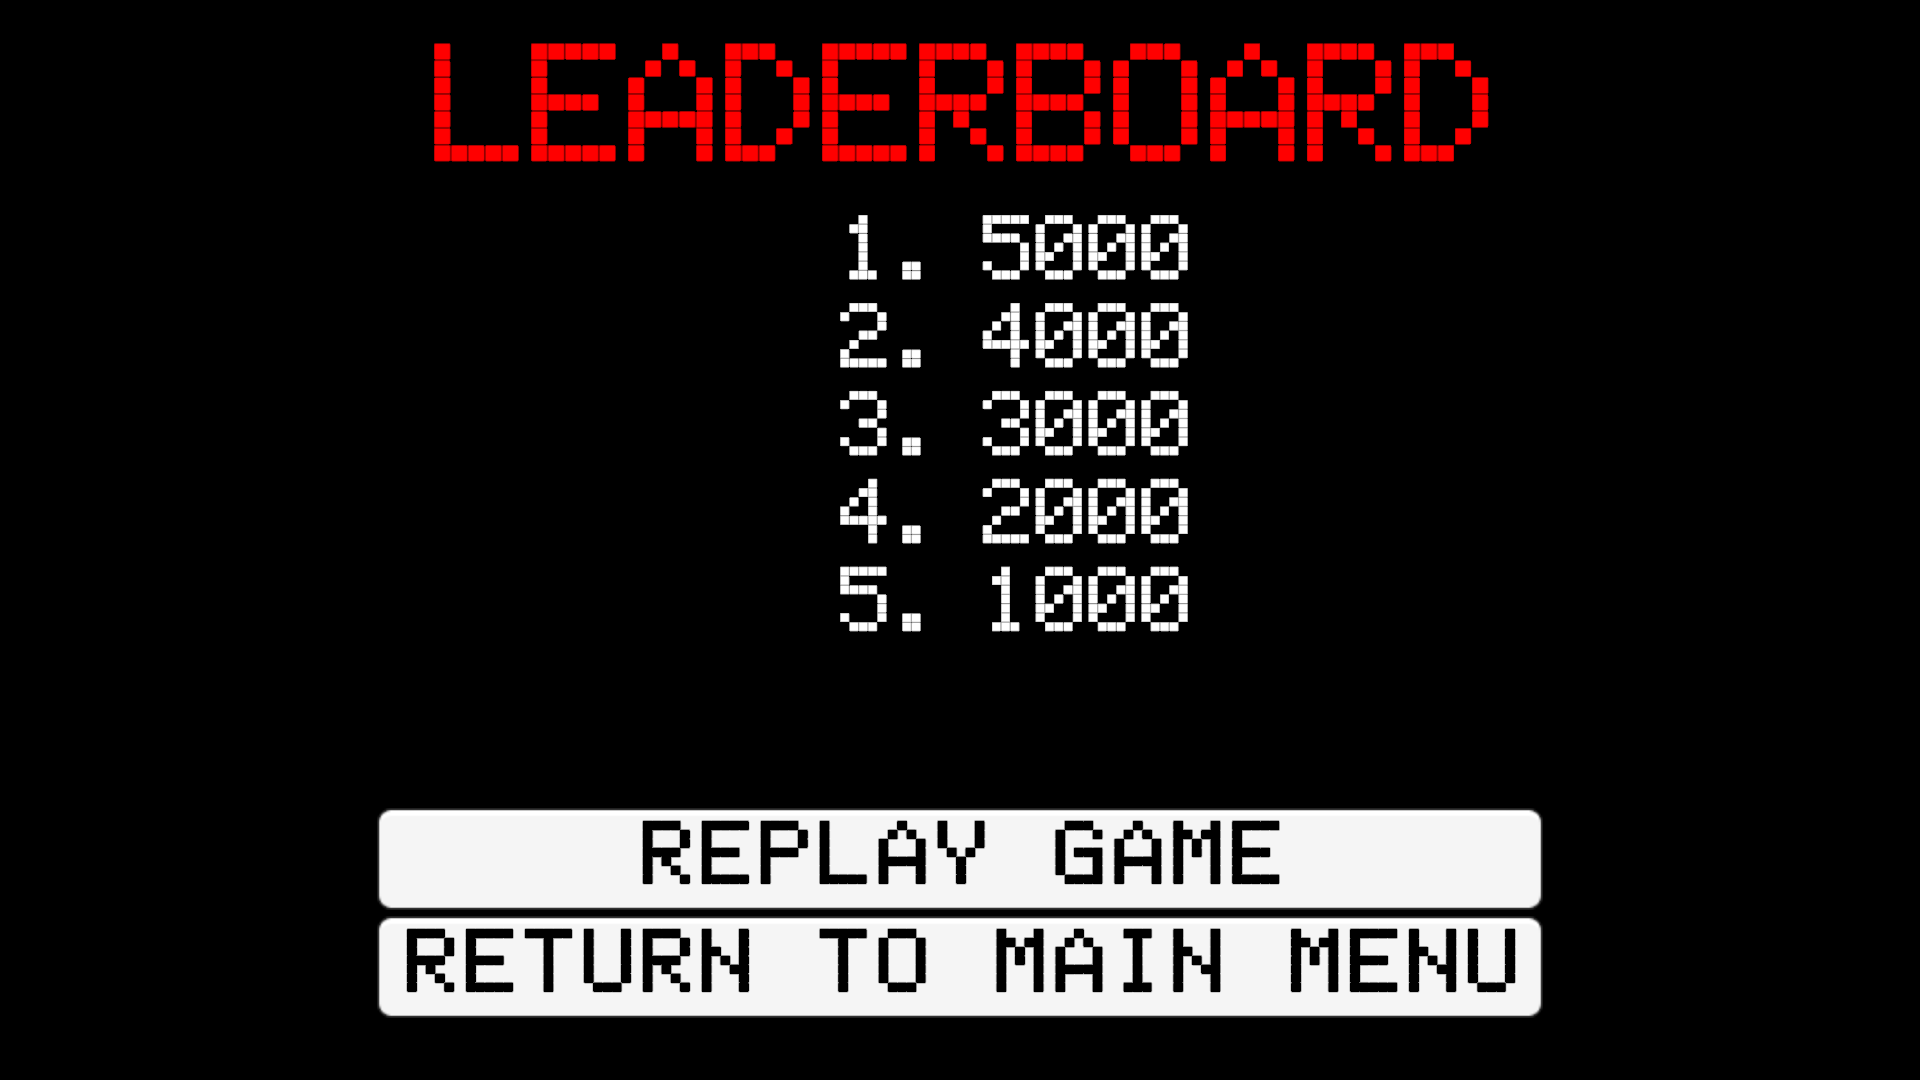 LEADERBOARD
1. 5000
2. 4000
3. 3000
4. 2000
5. 1000
REPLAY GAME
RETURN TO MAIN MENU